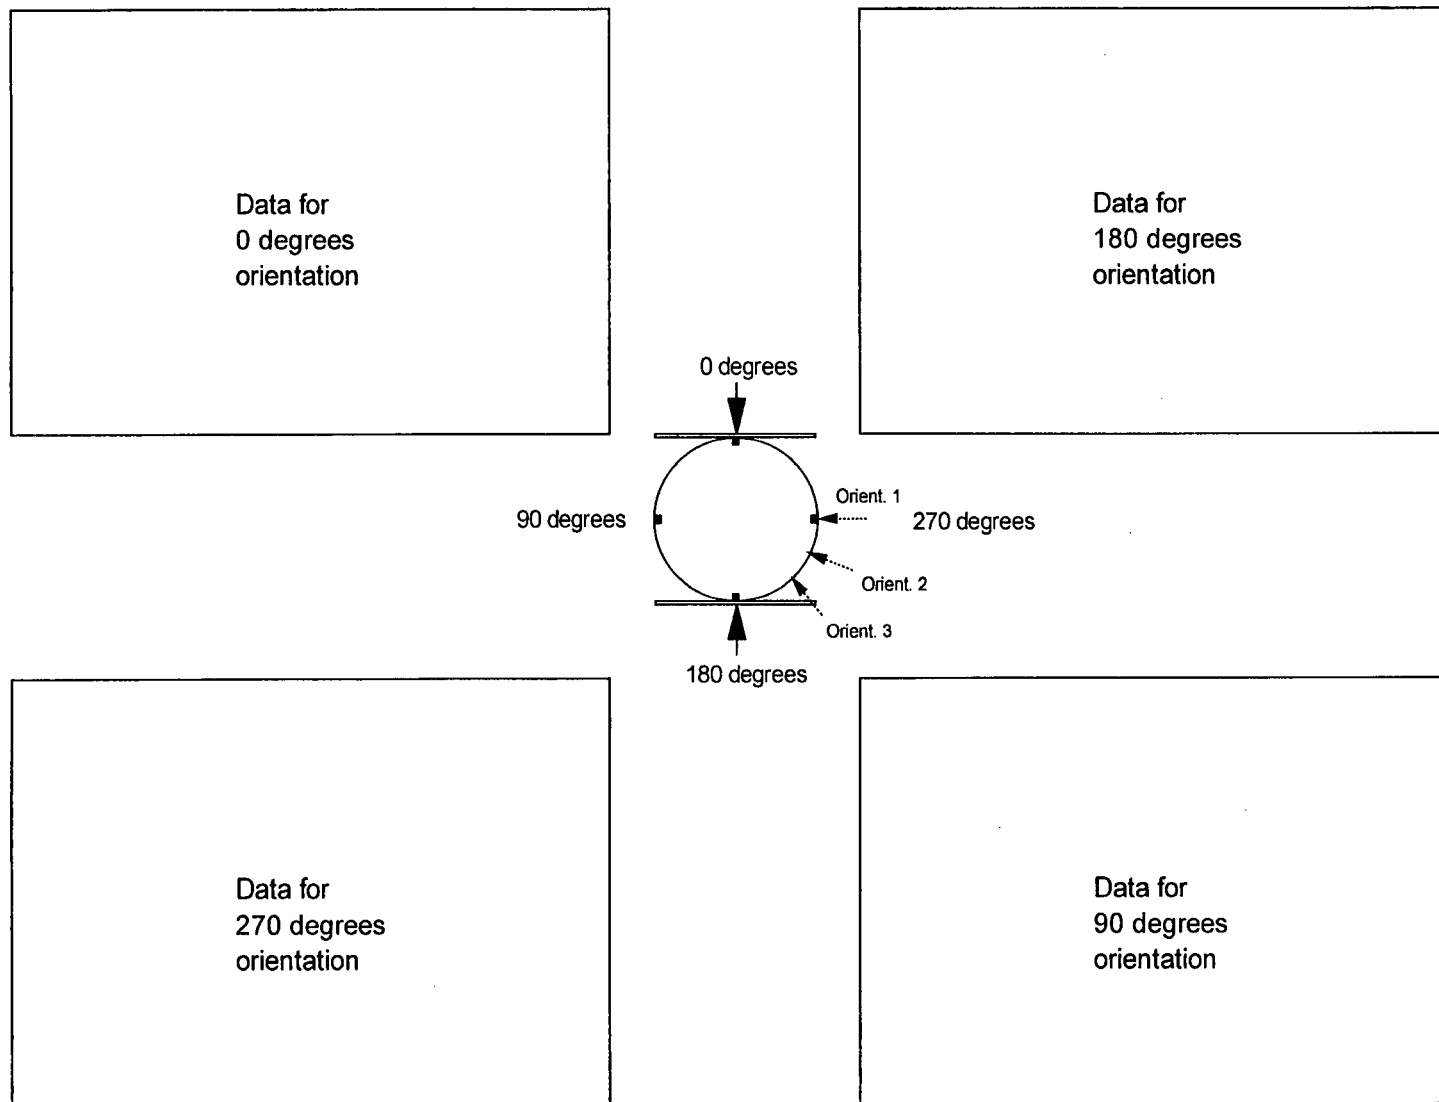 Data for
0 degrees
orientation
Data for
180 degrees
orientation
0 degrees
90 degrees
Orient. 1
270 degrees
Orient. 2
Orient. 3
180 degrees
Data for
270 degrees
orientation
Data for
90 degrees
orientation